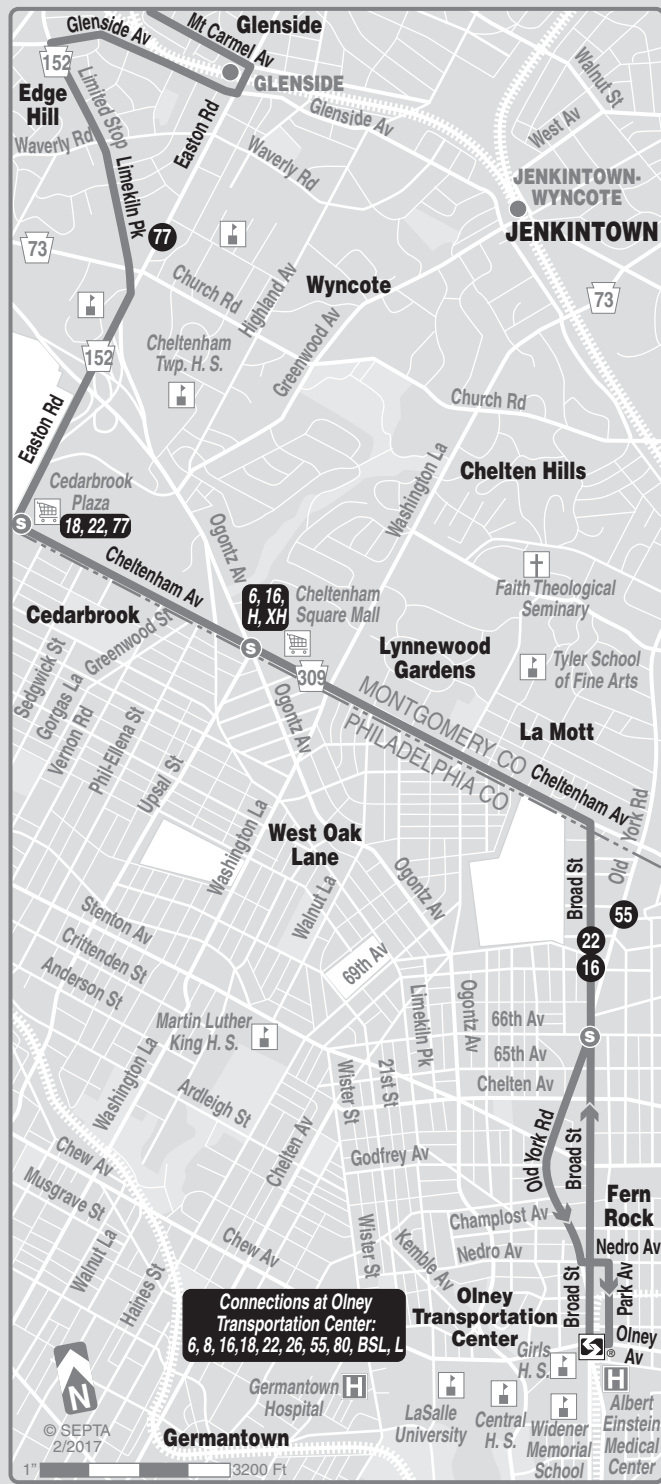 Glenside Av
Mt Carmel Av
Glenside
152
GLENSIDE
Edge
Hill
Limited Stop
Easton Rd
Glenside Av
Walnut St
West Av
Waverly Rd
Limekiln Pk
Waverly Rd
JENKINTOWN-
WYNCOTE
JENKINTOWN
77
73
Church Rd
Highland Av
Wyncote
73
Greenwood Av
152
Cheltenham
Twp. H. S.
Church Rd
Easton Rd
Washington La
Chelten Hills
Cedarbrook
Plaza
18, 22, 77
Ogontz Av
Cheltenham Av
6, 16,
H, XH
Cheltenham
Square Mall
Faith Theological
Seminary
Cedarbrook
Greenwood St
Lynnewood
Gardens
Tyler School
of Fine Arts
Sedgwick St
Gorgas La
Vernon Rd
309
Phil-Ellena St
Ogontz Av
MONTGOMERY CO
PHILADELPHIA CO
La Mott
Upsal St
Cheltenham Av
Old York Rd
Washington La
West Oak
Lane
Ogontz Av
Broad St
Walnut La
55
Stenton Av
22
Crittenden St
69th Av
16
Anderson St
Limekiln Pk
Ogontz Av
66th Av
S
Martin Luther
King H. S.
65th Av
Washington La
Wister St
21st St
Chelten Av
Ardleigh St
Chelten Av
Old York Rd
Broad St
Chew Av
Godfrey Av
Musgrave St
Fern
Rock
Champlost Av
Walnut La
Chew Av
Wister St
Kemble Av
Nedro Av
Nedro Av
Haines St
Broad St
Park Av
Connections at Olney
Transportation Center:
6, 8, 16,18, 22, 26, 55, 80, BSL, L
Olney
Transportation
Center
Olney
Av
®
Girls
H. S.
N
Germantown
Hospital
H
H
LaSalle
University
Central
H. S.
Widener
Memorial
School
Albert
Einstein
Medical
Center
© SEPTA
2/2017
Germantown
1"
3200 Ft
S
S